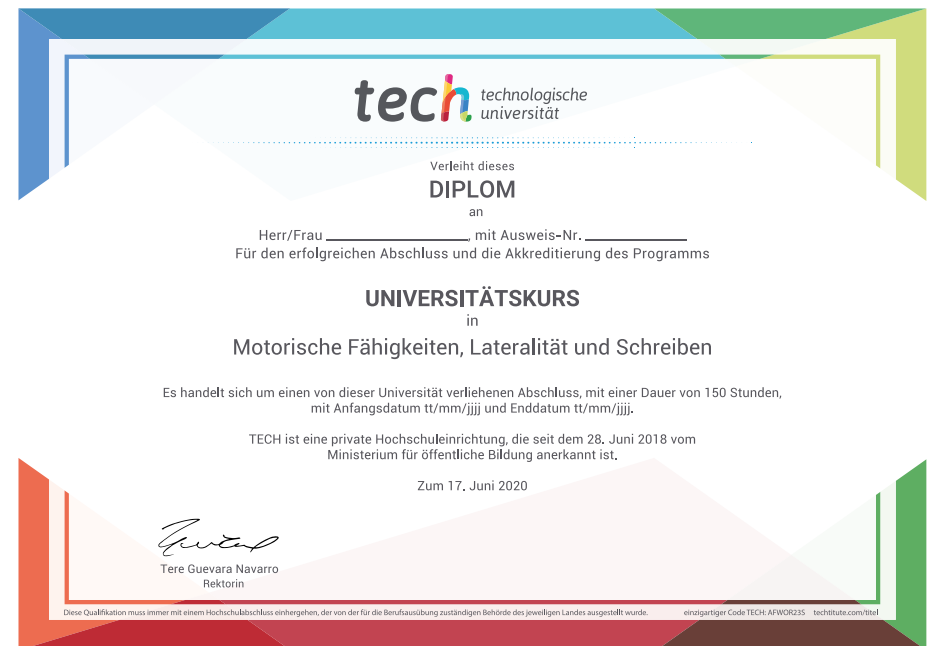 tech technologische
universität
Verleiht dieses
DIPLOM
an
Herr/Frau ____________________, mit Ausweis-Nr. ______________
Für den erfolgreichen Abschluss und die Akkreditierung des Programms
UNIVERSITÄTSKURS
in
Motorische Fähigkeiten, Lateralität und Schreiben
Es handelt sich um einen von dieser Universität verliehenen Abschluss, mit einer Dauer von 150 Stunden,
mit Anfangsdatum tt/mm/jjjj und Enddatum tt/mm/jjjj.
TECH ist eine private Hochschuleinrichtung, die seit dem 28. Juni 2018 vom
Ministerium für öffentliche Bildung anerkannt ist.
Zum 17. Juni 2020
Tere Guevara Navarro
Rektorin
Diese Qualifikation muss immer mit einem Hochschulabschluss einhergehen, der von der für die Berufsausübung zuständigen Behörde des jeweiligen Landes ausgestellt wurde. einzigartiger Code TECH: AFWOR23S techtitute.com/titel